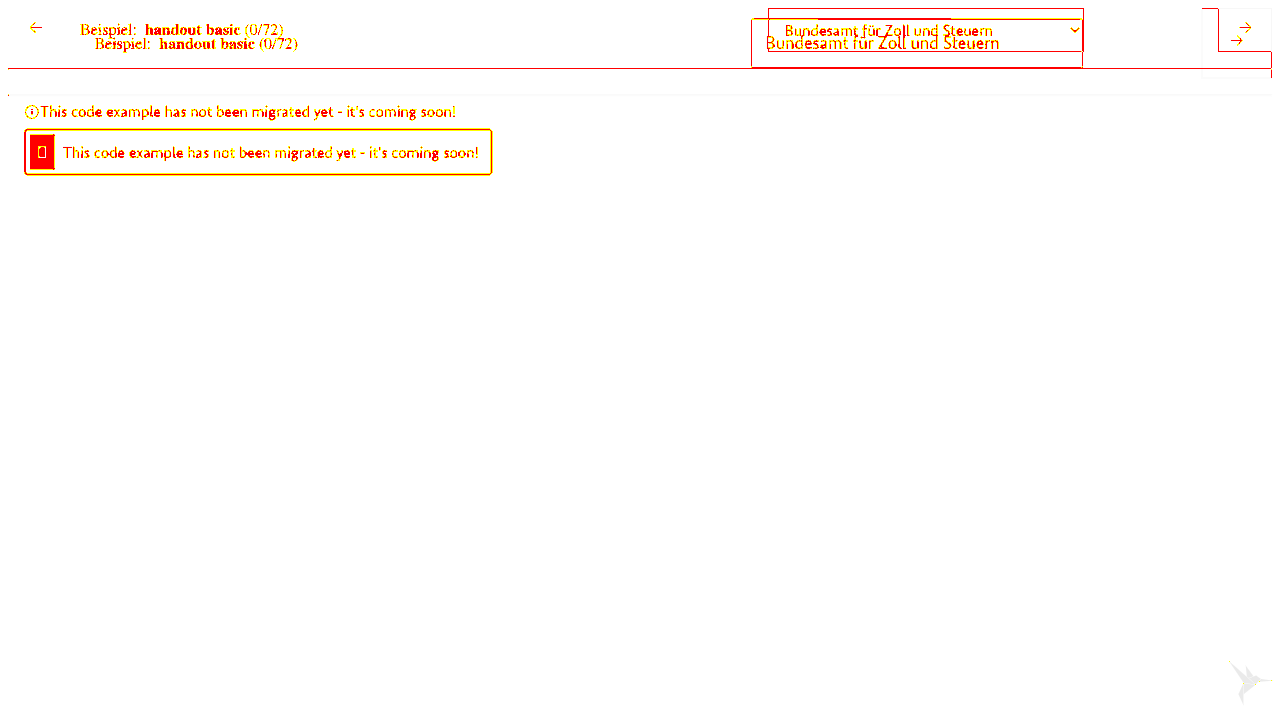 Beispiel: handout basic (0/72)
Bundesamt für Zoll und Steuern
Beispiel: handout basic (0/72)
Bundesamt für Zoll und Steuern
This code example has not been migrated yet - it's coming soon!
This code example has not been migrated yet - it's coming soon!